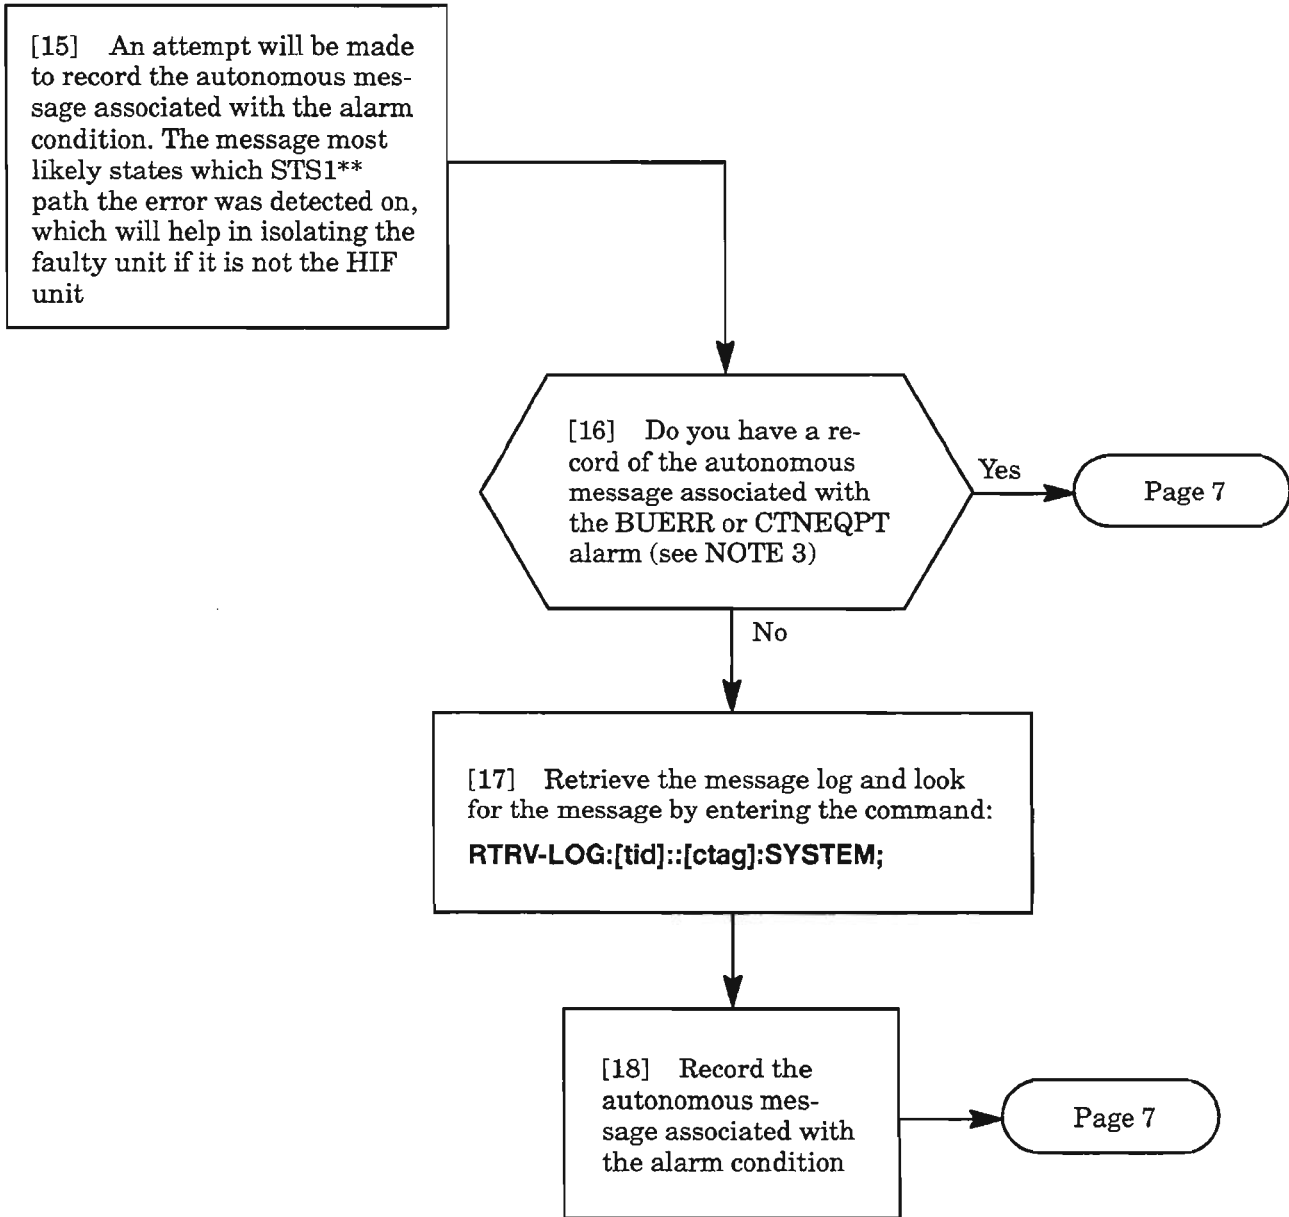 [15] An attempt will be made
to record the autonomous mes-
sage associated with the alarm
condition. The message most
likely states which STS1**
path the error was detected on,
which will help in isolating the
faulty unit if it is not the HIF
unit
[16] Do you have a re-
cord of the autonomous
message associated with
the BUERR or CTNEQPT
alarm (see NOTE 3)
Yes
Page 7
No
[17] Retrieve the message log and look
for the message by entering the command:
RTRV-LOG:[tid]::[ctag]:SYSTEM;
[18] Record the
autonomous mes-
sage associated with
the alarm condition
Page 7